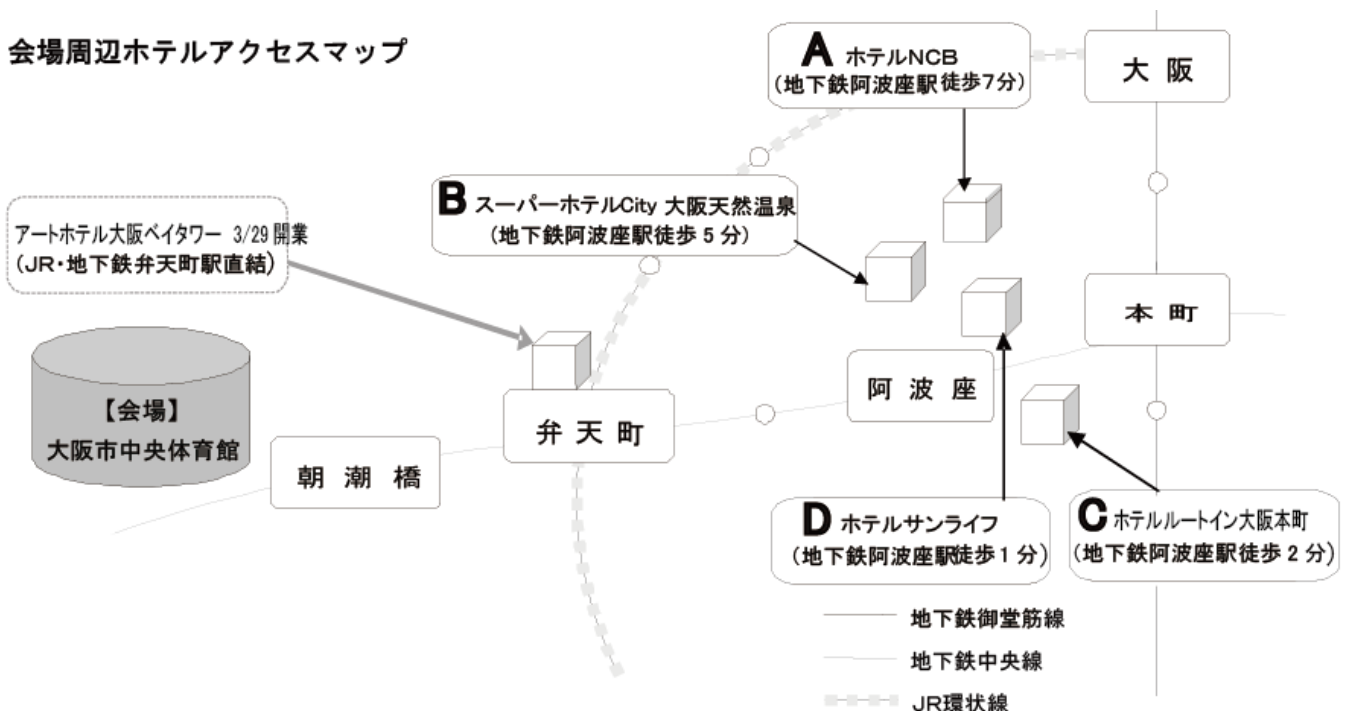 会場周辺ホテルアクセスマップ
A ホテルNCB
(地下鉄阿波座駅徒歩7分)
大阪
B スーパーホテルCity 大阪天然温泉
(地下鉄阿波座駅徒歩5分)
アートホテル大阪ベイタワー 3/29 開業
(JR・地下鉄弁天町駅直結)
本町
【会場】
大阪市中央体育館
阿波座
弁天町
朝潮橋
D ホテルサンライフ
(地下鉄阿波座駅徒歩1分)
C ホテルルートイン大阪本町
(地下鉄阿波座駅徒歩2分)
地下鉄御堂筋線
地下鉄中央線
JR環状線